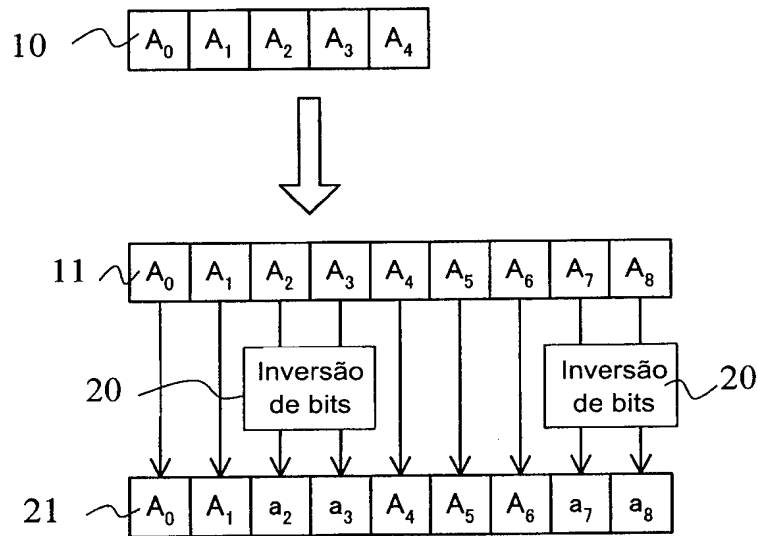 10 A₀ A₁ A₂ A₃ A₄
11 A₀ A₁ A₂ A₃ A₄ A₅ A₆ A₇ A₈
20 Inversão Inversão 20
de bits de bits
21 A₀ A₁ a₂ a₃ A₄ A₅ A₆ a₇ a₈